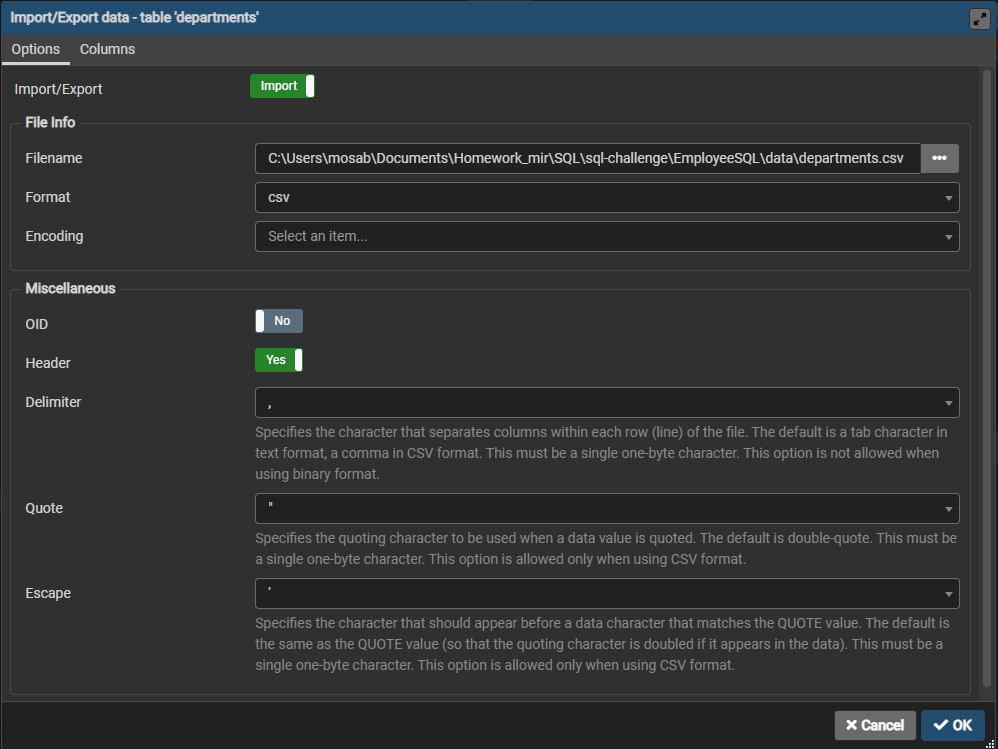 Import/Export data - table 'departments'
Options Columns
Import/Export Import
File Info
Filename C:\Users\mosab\Documents\Homework_mir\SQL\sql-challenge\EmployeeSQL\data\departments.csv •••
Format csv
Encoding Select an item...
Miscellaneous
OID No
Header Yes
Delimiter ,
Specifies the character that separates columns within each row (line) of the file. The default is a tab character in
text format, a comma in CSV format. This must be a single one-byte character. This option is not allowed when
using binary format.
Quote "
Specifies the quoting character to be used when a data value is quoted. The default is double-quote. This must be
a single one-byte character. This option is allowed only when using CSV format.
Escape '
Specifies the character that should appear before a data character that matches the QUOTE value. The default is
the same as the QUOTE value (so that the quoting character is doubled if it appears in the data). This must be a
single one-byte character. This option is allowed only when using CSV format.
Cancel OK